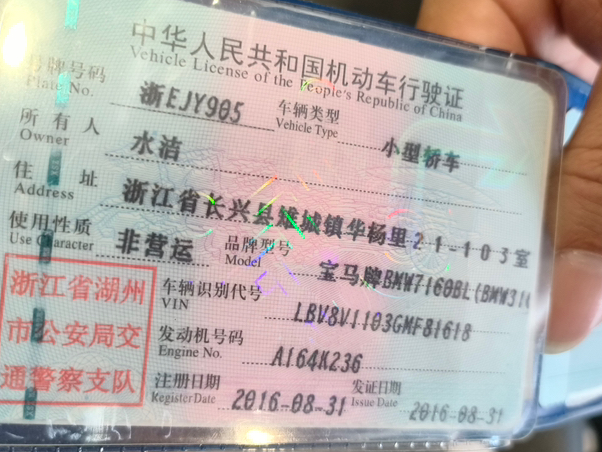 中华人民共和国机动车行驶证
Vehicle License of the People's Republic of China
号牌号码 浙EJY905 车辆类型 小型轿车
Plate No. Vehicle Type
所有人 水洁
Owner
住址 浙江省长兴县雉城镇华杨里21-103室
Address
使用性质 非营运 品牌型号 宝马牌BMW7160BL(BMW316
Use Character Model
浙江省湖州
市公安局交
通警察支队
车辆识别代号 LBV8V1103GMF81618
VIN
发动机号码 A164K236
Engine No.
注册日期 2016-08-31 发证日期 2016-08-31
Register Date Issue Date